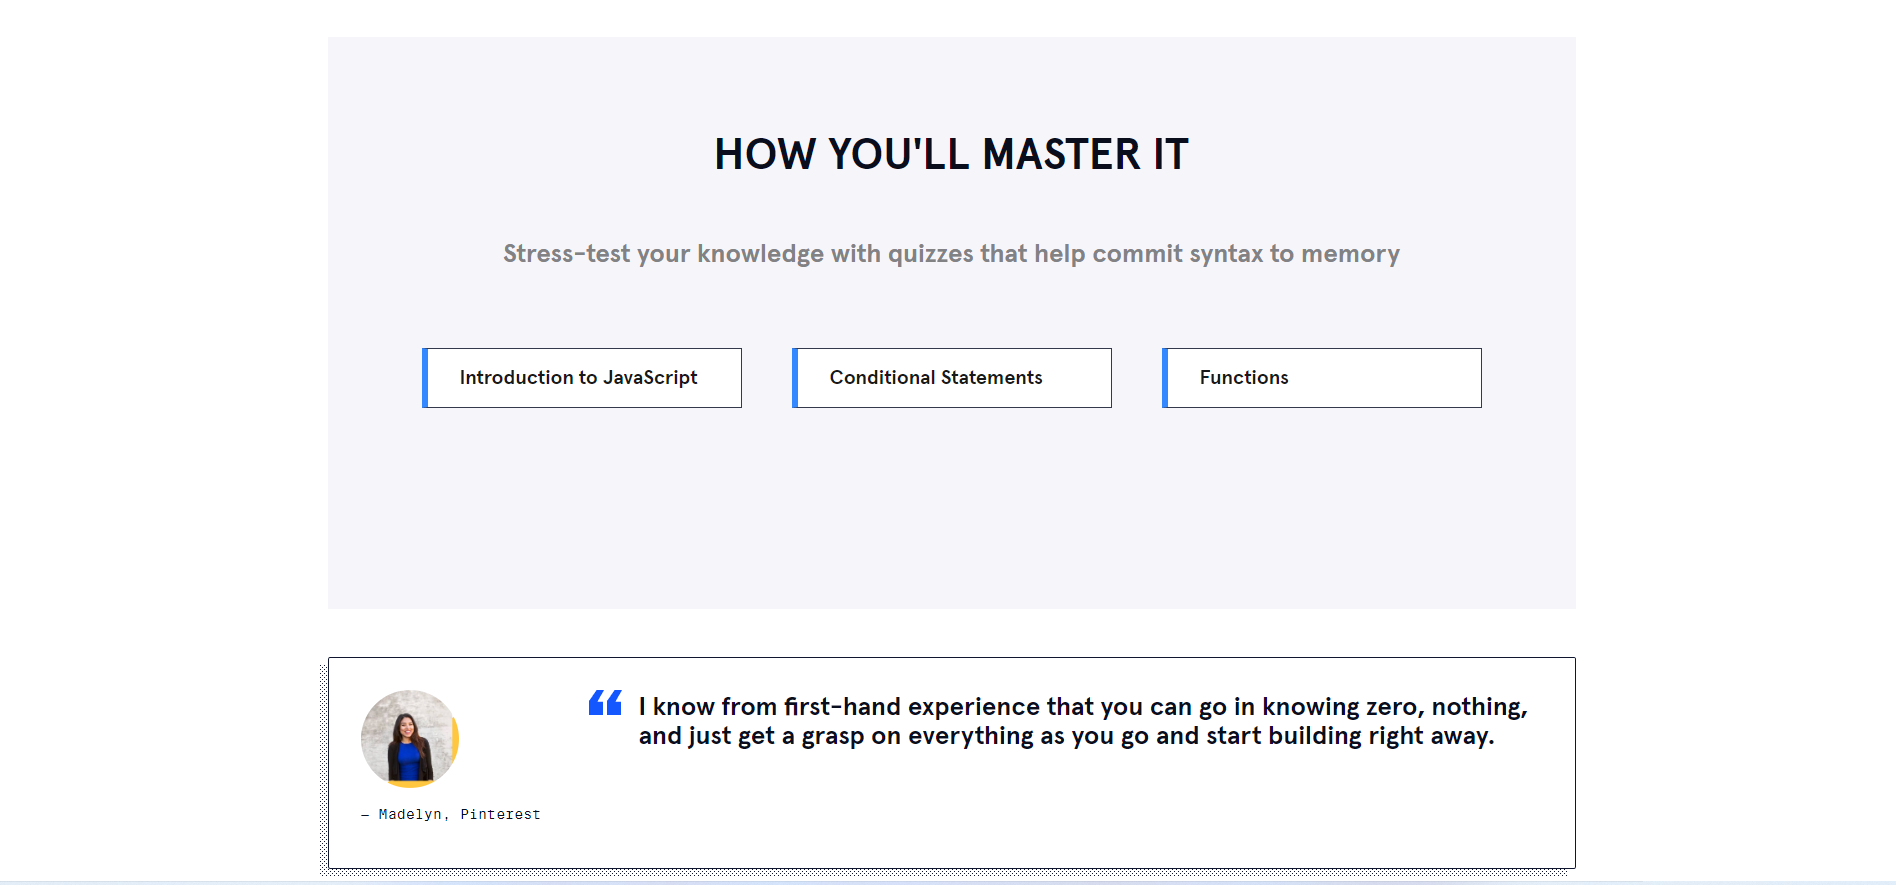 HOW YOU'LL MASTER IT
Stress-test your knowledge with quizzes that help commit syntax to memory
Introduction to JavaScript
Conditional Statements
Functions
“ I know from first-hand experience that you can go in knowing zero, nothing,
and just get a grasp on everything as you go and start building right away.
– Madelyn, Pinterest